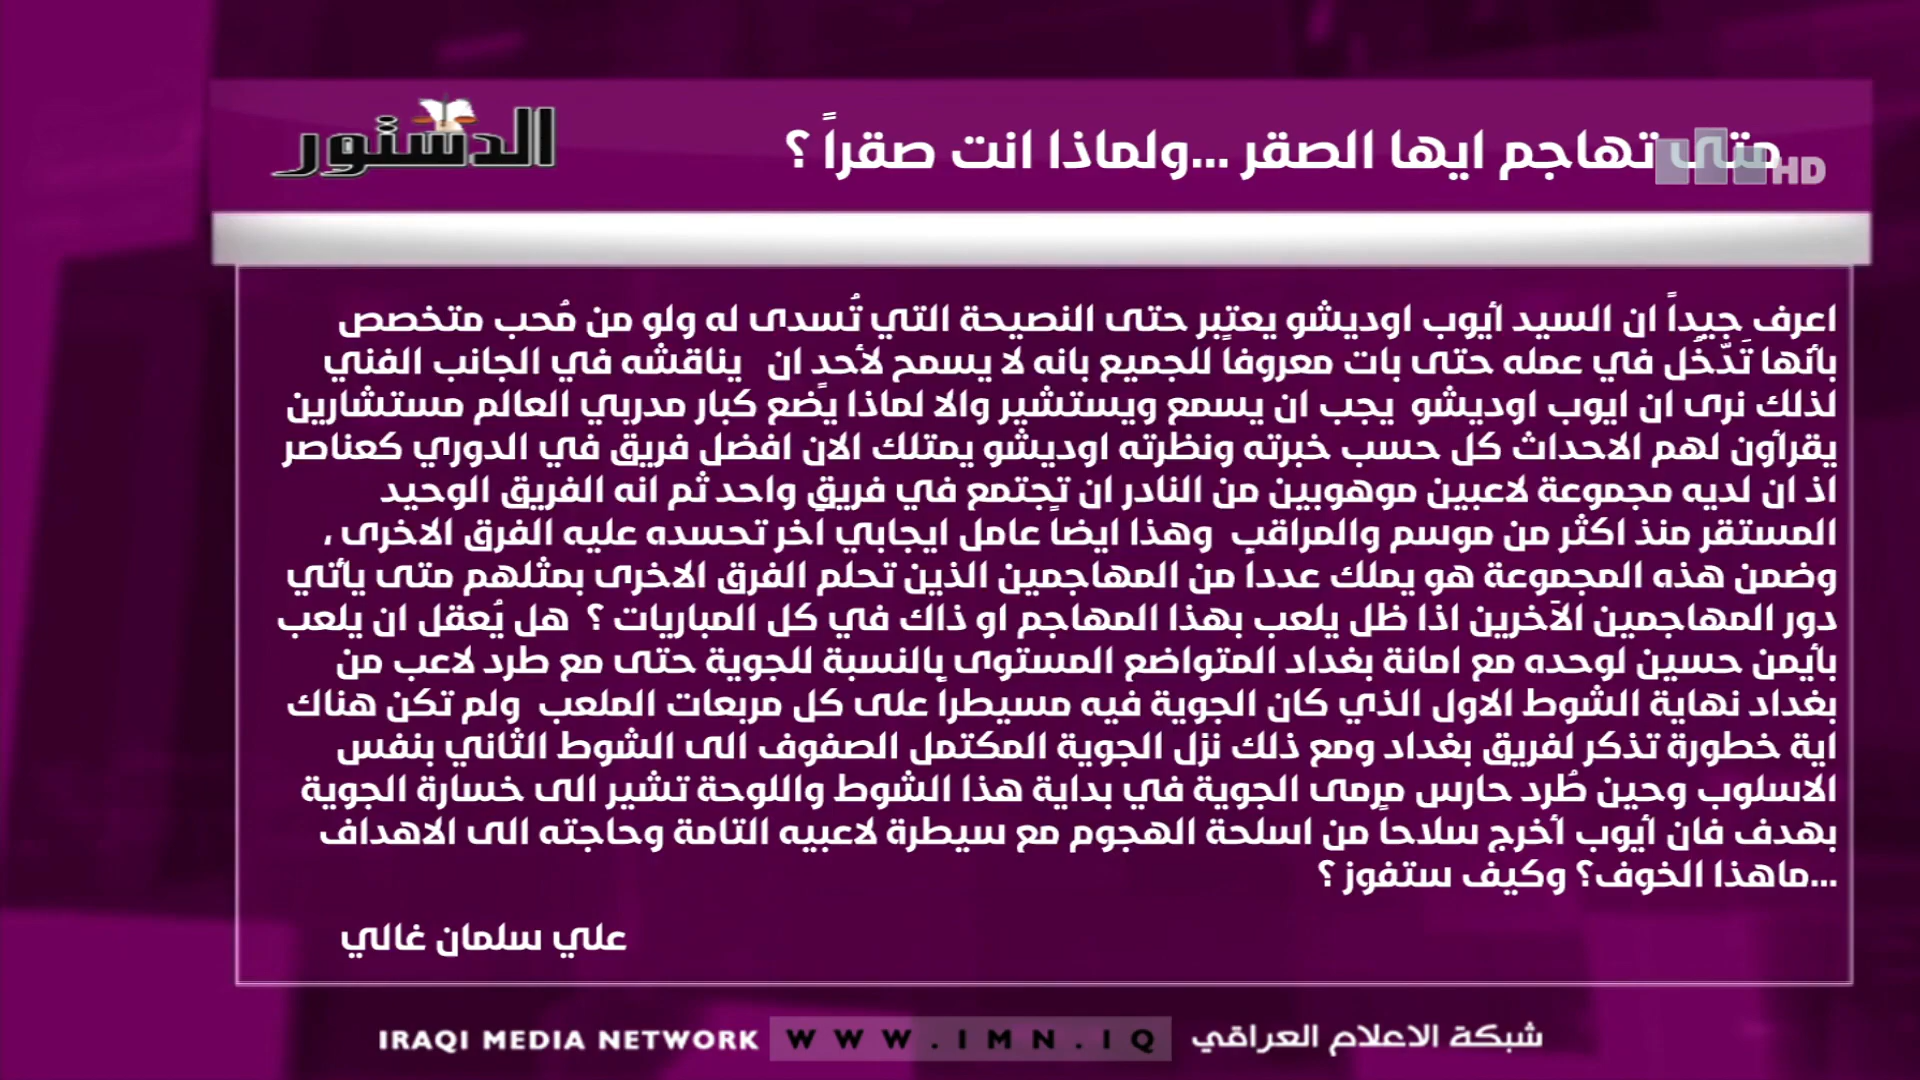 متى تهاجم ايها الصقر ...ولماذا انت صقراً ؟
الدستور
HD
اعرف جيداً ان السيد أيوب اوديشو يعتبر حتى النصيحة التي تُسدى له ولو من مُحب متخصص
بأنها تَدّخُل في عمله حتى بات معروفاً للجميع بانه لا يسمح لأحدٍ ان يناقشه في الجانب الفني
لذلك نرى ان ايوب اوديشو يجب ان يسمع ويستشير والا لماذا يضع كبار مدربي العالم مستشارين
يقرأون لهم الاحداث كل حسب خبرته ونظرته اوديشو يمتلك الان افضل فريق في الدوري كعناصر
اذ ان لديه مجموعة لاعبين موهوبين من النادر ان تجتمع في فريقٍ واحد ثم انه الفريق الوحيد
المستقر منذ اكثر من موسم والمراقب وهذا ايضاً عامل ايجابي اخر تحسده عليه الفرق الاخرى ،
وضمن هذه المجموعة هو يملك عدداً من المهاجمين الذين تحلم الفرق الاخرى بمثلهم متى يأتي
دور المهاجمين الآخرين اذا ظل يلعب بهذا المهاجم او ذاك في كل المباريات ؟ هل يُعقل ان يلعب
بأيمن حسين لوحده مع امانة بغداد المتواضع المستوى بالنسبة للجوية حتى مع طرد لاعب من
بغداد نهاية الشوط الاول الذي كان الجوية فيه مسيطراً على كل مربعات الملعب ولم تكن هناك
اية خطورة تذكر لفريق بغداد ومع ذلك نزل الجوية المكتمل الصفوف الى الشوط الثاني بنفس
الاسلوب وحين طُرد حارس مرمى الجوية في بداية هذا الشوط واللوحة تشير الى خسارة الجوية
بهدف فان أيوب أخرج سلاحاً من اسلحة الهجوم مع سيطرة لاعبيه التامة وحاجته الى الاهداف
...ماهذا الخوف؟ وكيف ستفوز ؟
علي سلمان غالي
IRAQI MEDIA NETWORK WWW.IMN.IQ شبكة الاعلام العراقي